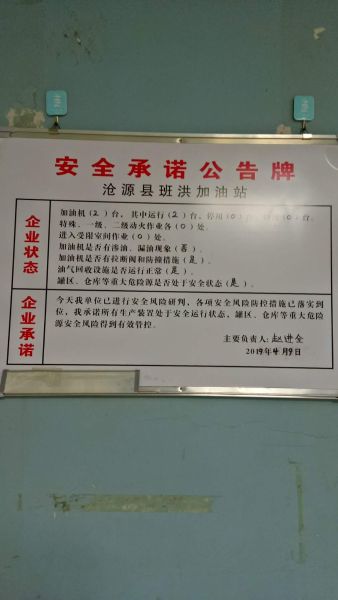 安全承诺公告牌
沧源县班洪加油站
企业状态
加油机(2)台，其中运行(2)台，停用(0)台，(0)台。
特殊、一级、二级动火作业各(0)处。
进入受限空间作业(0)处。
加油机是否有渗油、漏油现象(否)。
加油机是否有拉断阀和防撞措施(是)。
油气回收设施是否运行正常(是)。
罐区、仓库等重大危险源是否处于安全状态(是)。
企业承诺
今天我单位已进行安全风险研判，各项安全风险防控措施已落实到
位，我承诺所有生产装置处于安全运行状态，罐区、仓库等重大危险
源安全风险得到有效管控。
主要负责人：赵进全
2019年4月9日